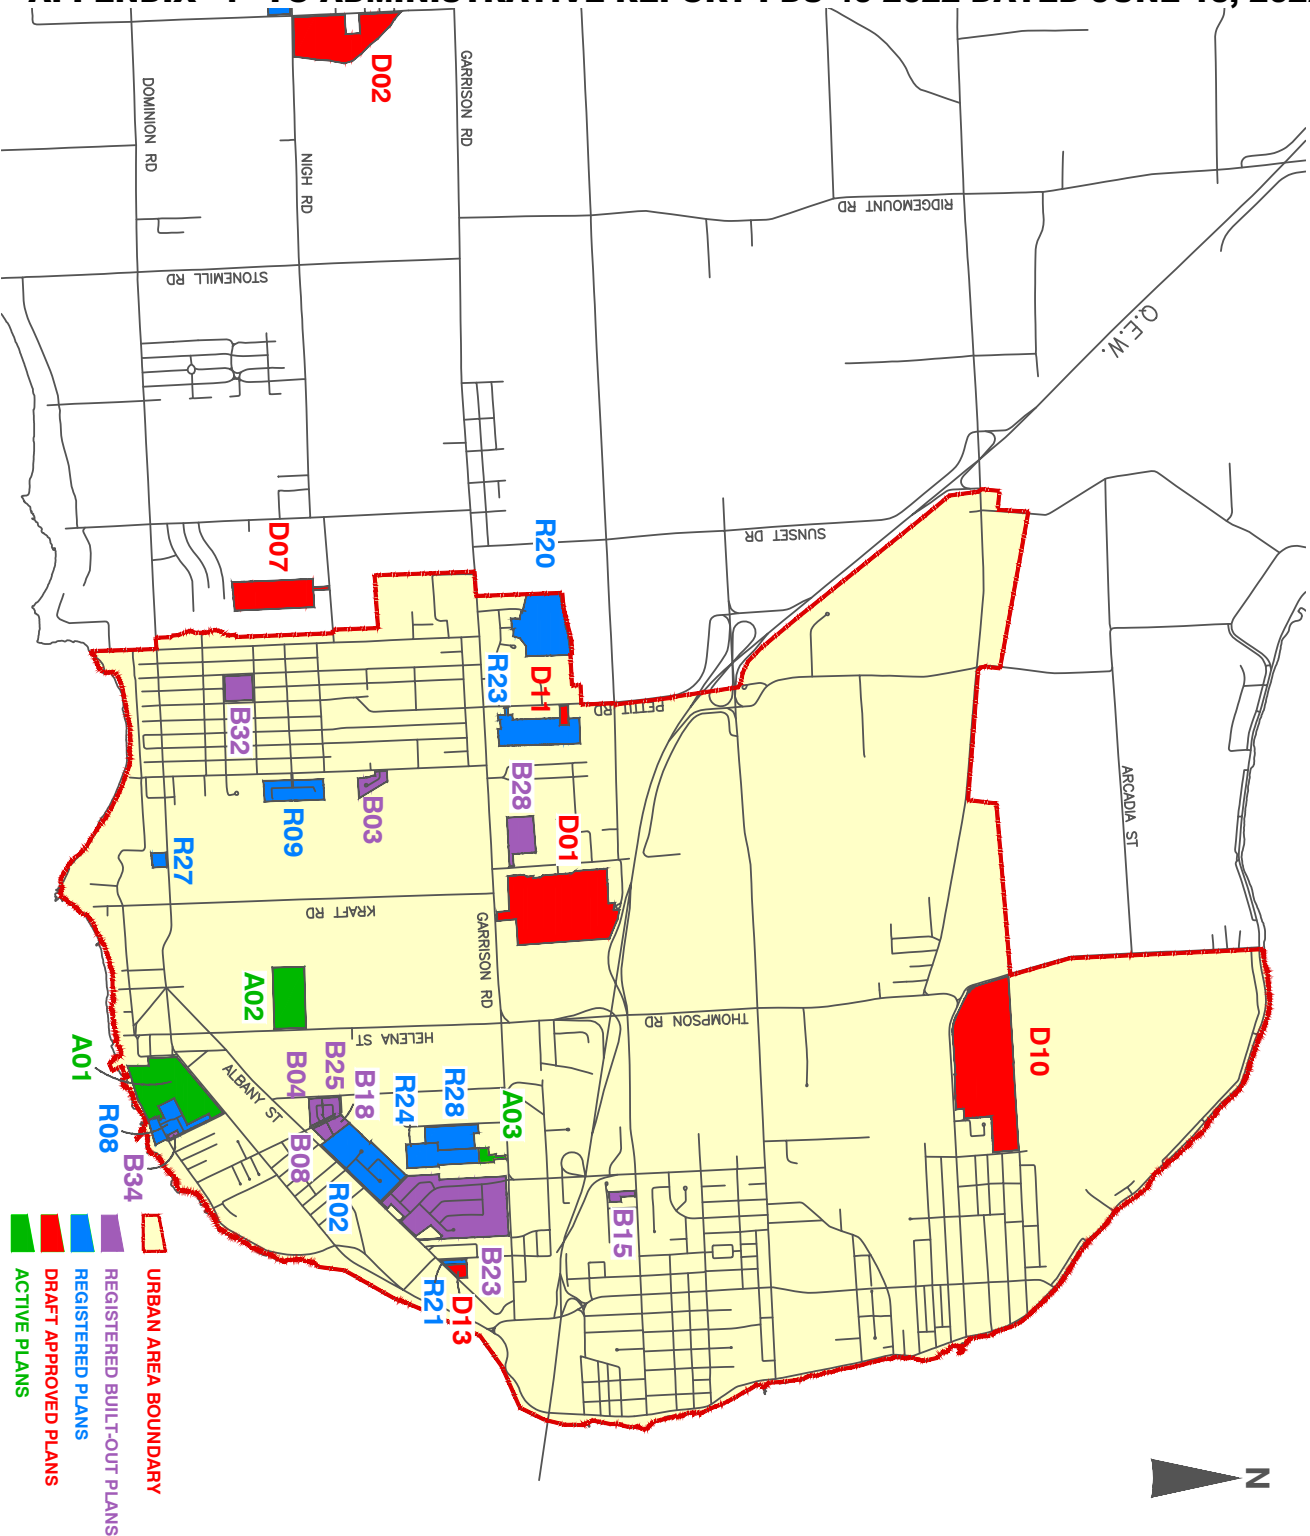 D02
GARRISON RD
DOMINION RD
NIGH RD
RIDGEMOUNT RD
STONEMILL RD
Q.E.W.
SUNSET DR
R20
D07
R23
D11
PETTIT RD
B32
B28
ARCADIA ST
B03
R09
D01
R27
KRAFT RD
GARRISON RD
A02
THOMPSON RD
HELENA ST
D10
A01
ALBANY ST
B04
B25
B18
R24
R28
A03
R08
B34
B08
R02
B15
B23
R21
D13
URBAN AREA BOUNDARY
REGISTERED BUILT-OUT PLANS
REGISTERED PLANS
DRAFT APPROVED PLANS
ACTIVE PLANS
N